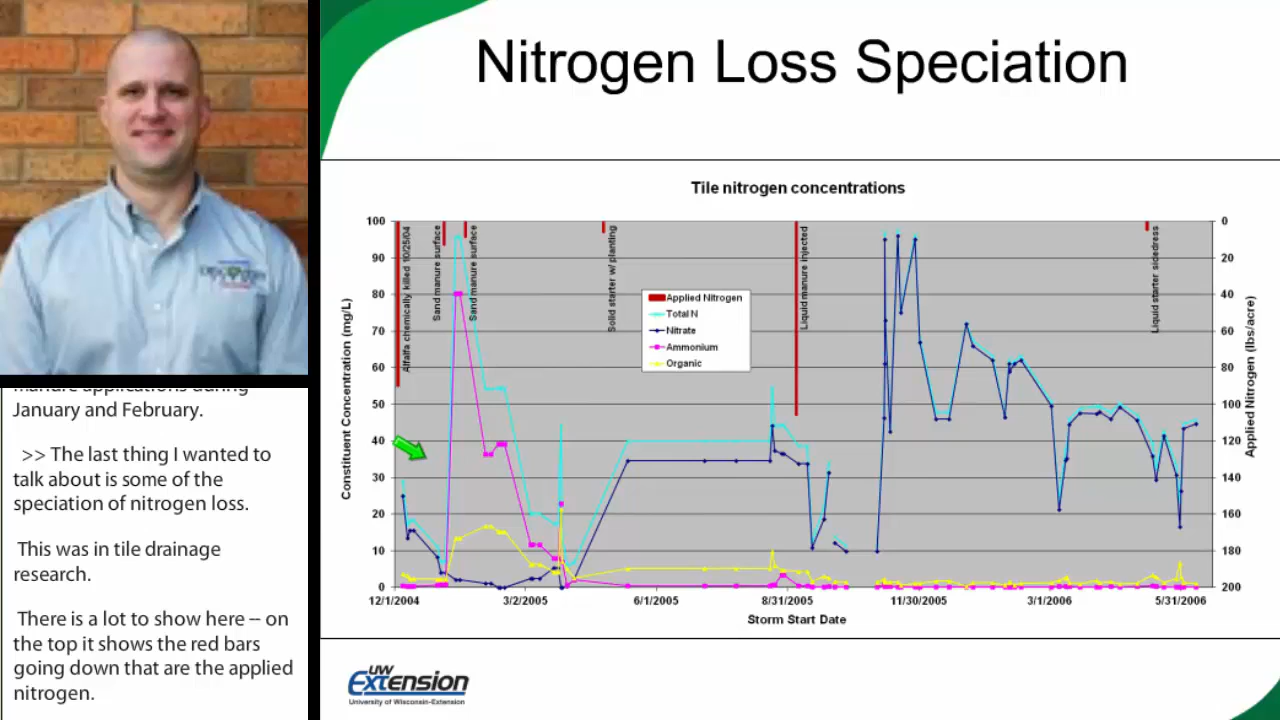 Nitrogen Loss Speciation
manure applications during
January and February.
>> The last thing I wanted to
talk about is some of the
speciation of nitrogen loss.
This was in tile drainage
research.
There is a lot to show here -- on
the top it shows the red bars
going down that are the applied
nitrogen.
Tile nitrogen concentrations
Constituent Concentration (mg/L)
100
90
80
70
60
50
40
30
20
10
0
Alfalfa chemically killed 10/25/04
Sand manure surface
Sand manure surface
Solid starter w/ planting
Liquid manure injected
Liquid starter sidedress
Applied Nitrogen
Total N
Nitrate
Ammonium
Organic
0
20
40
60
80
100
120
140
160
180
200
Applied Nitrogen (lbs/acre)
12/1/2004 3/2/2005 6/1/2005 8/31/2005 11/30/2005 3/1/2006 5/31/2006
Storm Start Date
UW
Extension
University of Wisconsin-Extension